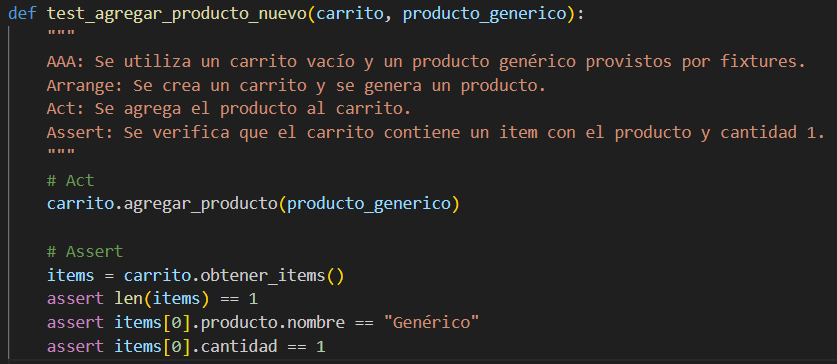 def test_agregar_producto_nuevo(carrito, producto_generico):
    """
    AAA: Se utiliza un carrito vacío y un producto genérico provistos por fixtures.
    Arrange: Se crea un carrito y se genera un producto.
    Act: Se agrega el producto al carrito.
    Assert: Se verifica que el carrito contiene un item con el producto y cantidad 1.
    """
    # Act
    carrito.agregar_producto(producto_generico)

    # Assert
    items = carrito.obtener_items()
    assert len(items) == 1
    assert items[0].producto.nombre == "Genérico"
    assert items[0].cantidad == 1